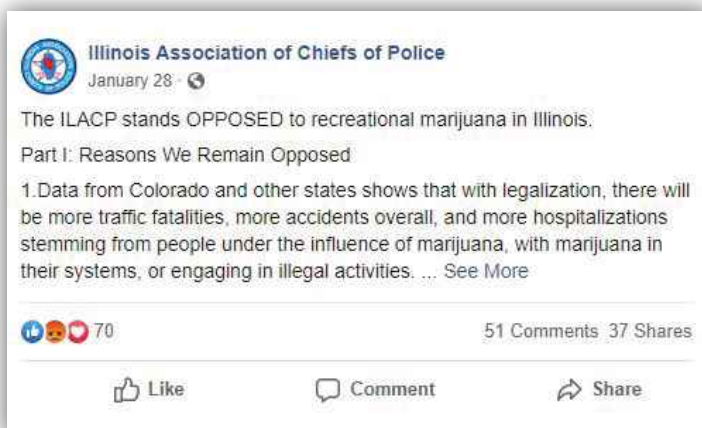 Illinois Association of Chiefs of Police
January 28 ·
The ILACP stands OPPOSED to recreational marijuana in Illinois.
Part I: Reasons We Remain Opposed
1.Data from Colorado and other states shows that with legalization, there will
be more traffic fatalities, more accidents overall, and more hospitalizations
stemming from people under the influence of marijuana, with marijuana in
their systems, or engaging in illegal activities. ... See More
70 51 Comments 37 Shares
Like Comment Share